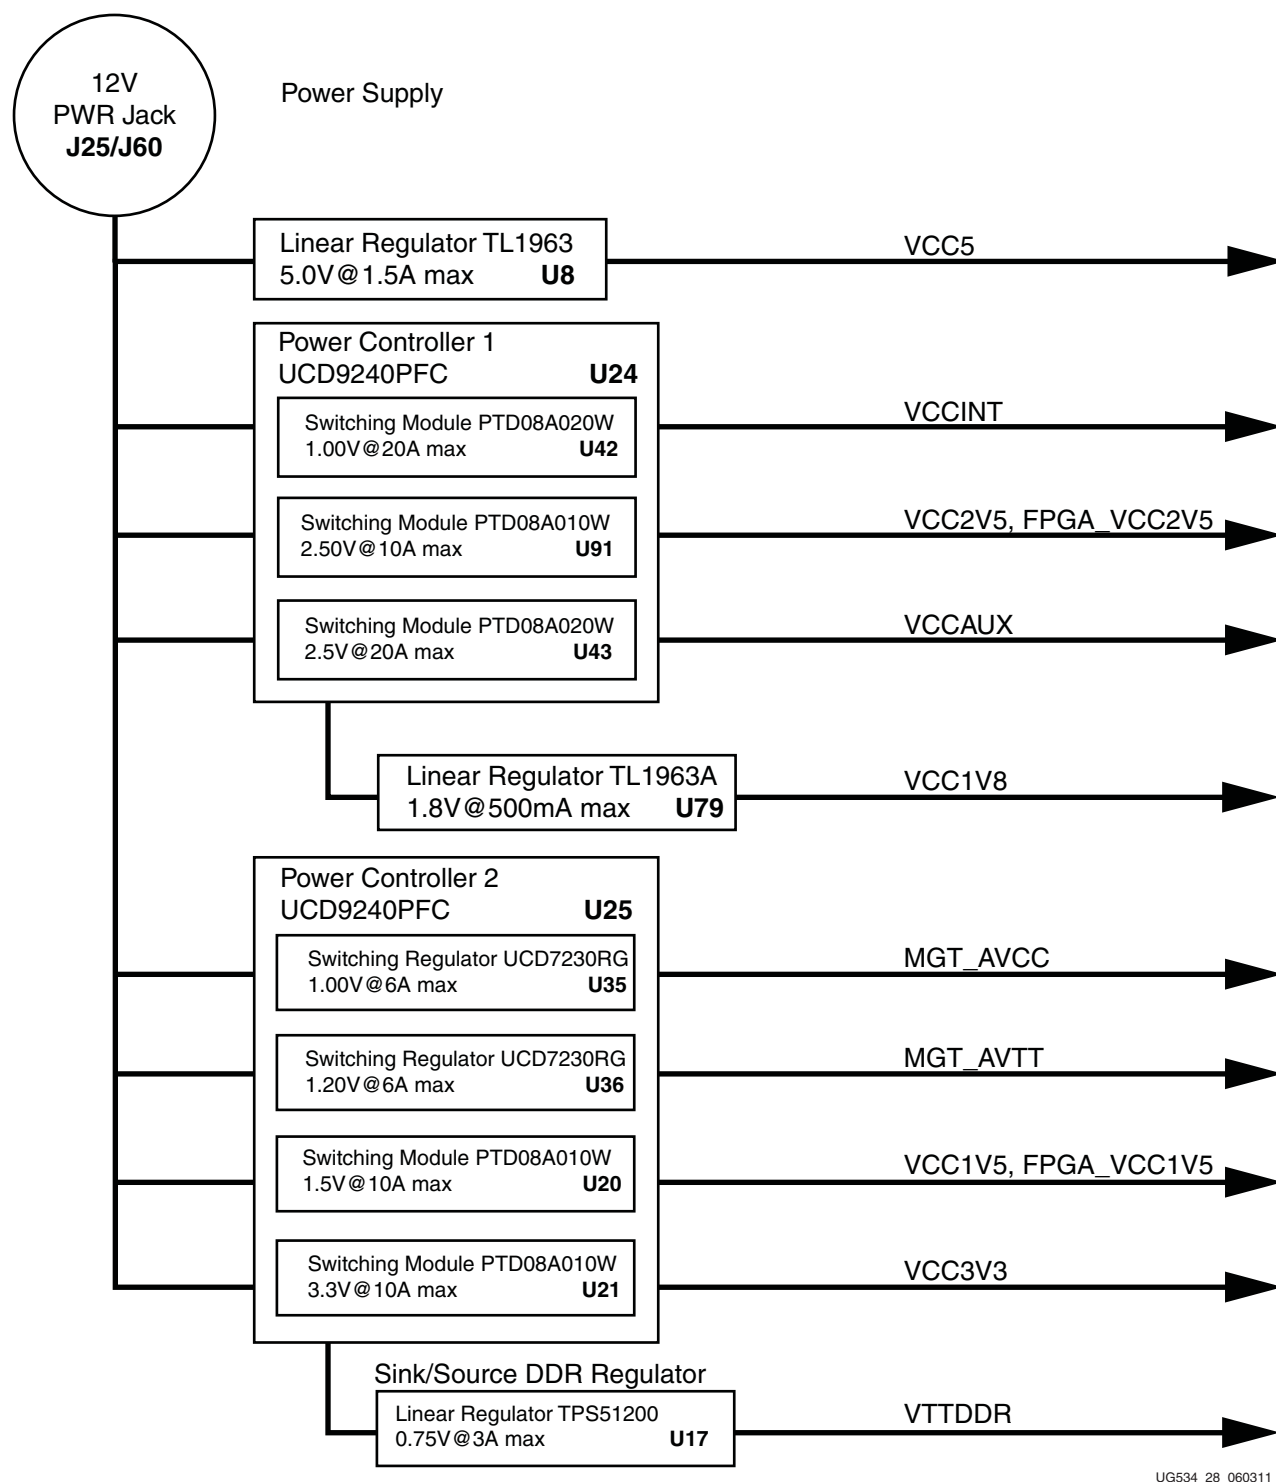 12V
PWR Jack
J25/J60
Power Supply
Linear Regulator TL1963
5.0V@1.5A max U8
VCC5
Power Controller 1
UCD9240PFC U24
Switching Module PTD08A020W
1.00V@20A max U42
VCCINT
Switching Module PTD08A010W
2.50V@10A max U91
VCC2V5, FPGA_VCC2V5
Switching Module PTD08A020W
2.5V@20A max U43
VCCAUX
Linear Regulator TL1963A
1.8V@500mA max U79
VCC1V8
Power Controller 2
UCD9240PFC U25
Switching Regulator UCD7230RG
1.00V@6A max U35
MGT_AVCC
Switching Regulator UCD7230RG
1.20V@6A max U36
MGT_AVTT
Switching Module PTD08A010W
1.5V@10A max U20
VCC1V5, FPGA_VCC1V5
Switching Module PTD08A010W
3.3V@10A max U21
VCC3V3
Sink/Source DDR Regulator
Linear Regulator TPS51200
0.75V@3A max U17
VTTDDR
UG534_28_060311